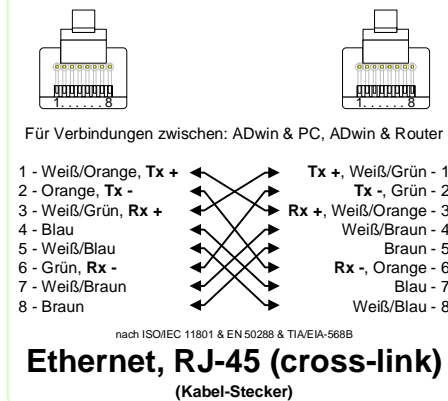 1 . . . . . . 8 1 . . . . . . 8
Für Verbindungen zwischen: ADwin & PC, ADwin & Router
1 - Weiß/Orange, Tx + Tx +, Weiß/Grün - 1
2 - Orange, Tx - Tx -, Grün - 2
3 - Weiß/Grün, Rx + Rx +, Weiß/Orange - 3
4 - Blau Weiß/Braun - 4
5 - Weiß/Blau Braun - 5
6 - Grün, Rx - Rx -, Orange - 6
7 - Weiß/Braun Blau - 7
8 - Braun Weiß/Blau - 8
nach ISO/IEC 11801 & EN 50288 & TIA/EIA-568B
Ethernet, RJ-45 (cross-link)
(Kabel-Stecker)